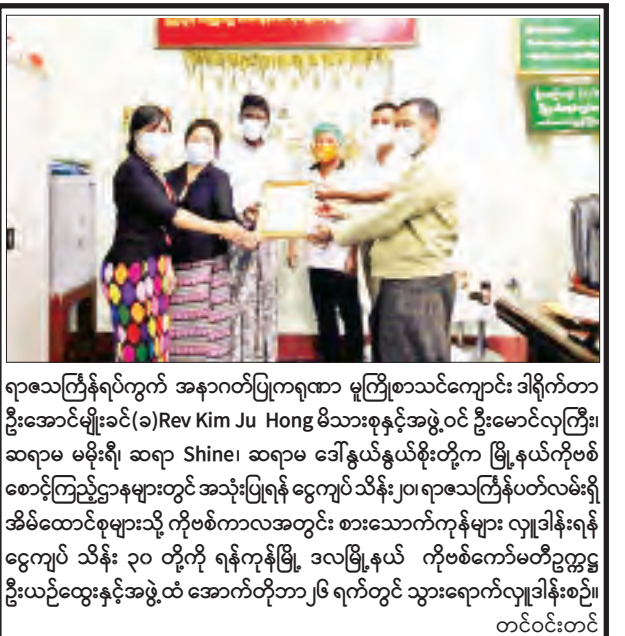 ရာဇသင်္ကြန်ရပ်ကွက် အနာဂတ်ပြုကရုဏာ မူကြိုစာသင်ကျောင်း ဒါရိုက်တာ
ဦးအောင်မျိုးခင်(ခ)Rev Kim Ju Hong မိသားစုနှင့်အဖွဲ့ဝင် ဦးမောင်လှကြီး၊
ဆရာမ မမိုးရီ၊ ဆရာ Shine၊ ဆရာမ ဒေါ်နွယ်နွယ်စိုးတို့က မြို့နယ်ကိုဗစ်
စောင့်ကြည့်ဌာနများတွင် အသုံးပြုရန် ငွေကျပ်သိန်း၂၀၊ ရာဇသင်္ကြန်ပတ်လမ်းရှိ
အိမ်ထောင်စုများသို့ ကိုဗစ်ကာလအတွင်း စားသောက်ကုန်များ လှူဒါန်းရန်
ငွေကျပ် သိန်း ၃၀ တို့ကို ရန်ကုန်မြို့ ဒလမြို့နယ် ကိုဗစ်ကော်မတီဥက္ကဋ္ဌ
ဦးယဉ်ထွေးနှင့်အဖွဲ့ထံ အောက်တိုဘာ၂၆ ရက်တွင် သွားရောက်လှူဒါန်းစဉ်။
တင်ဝင်းတင်